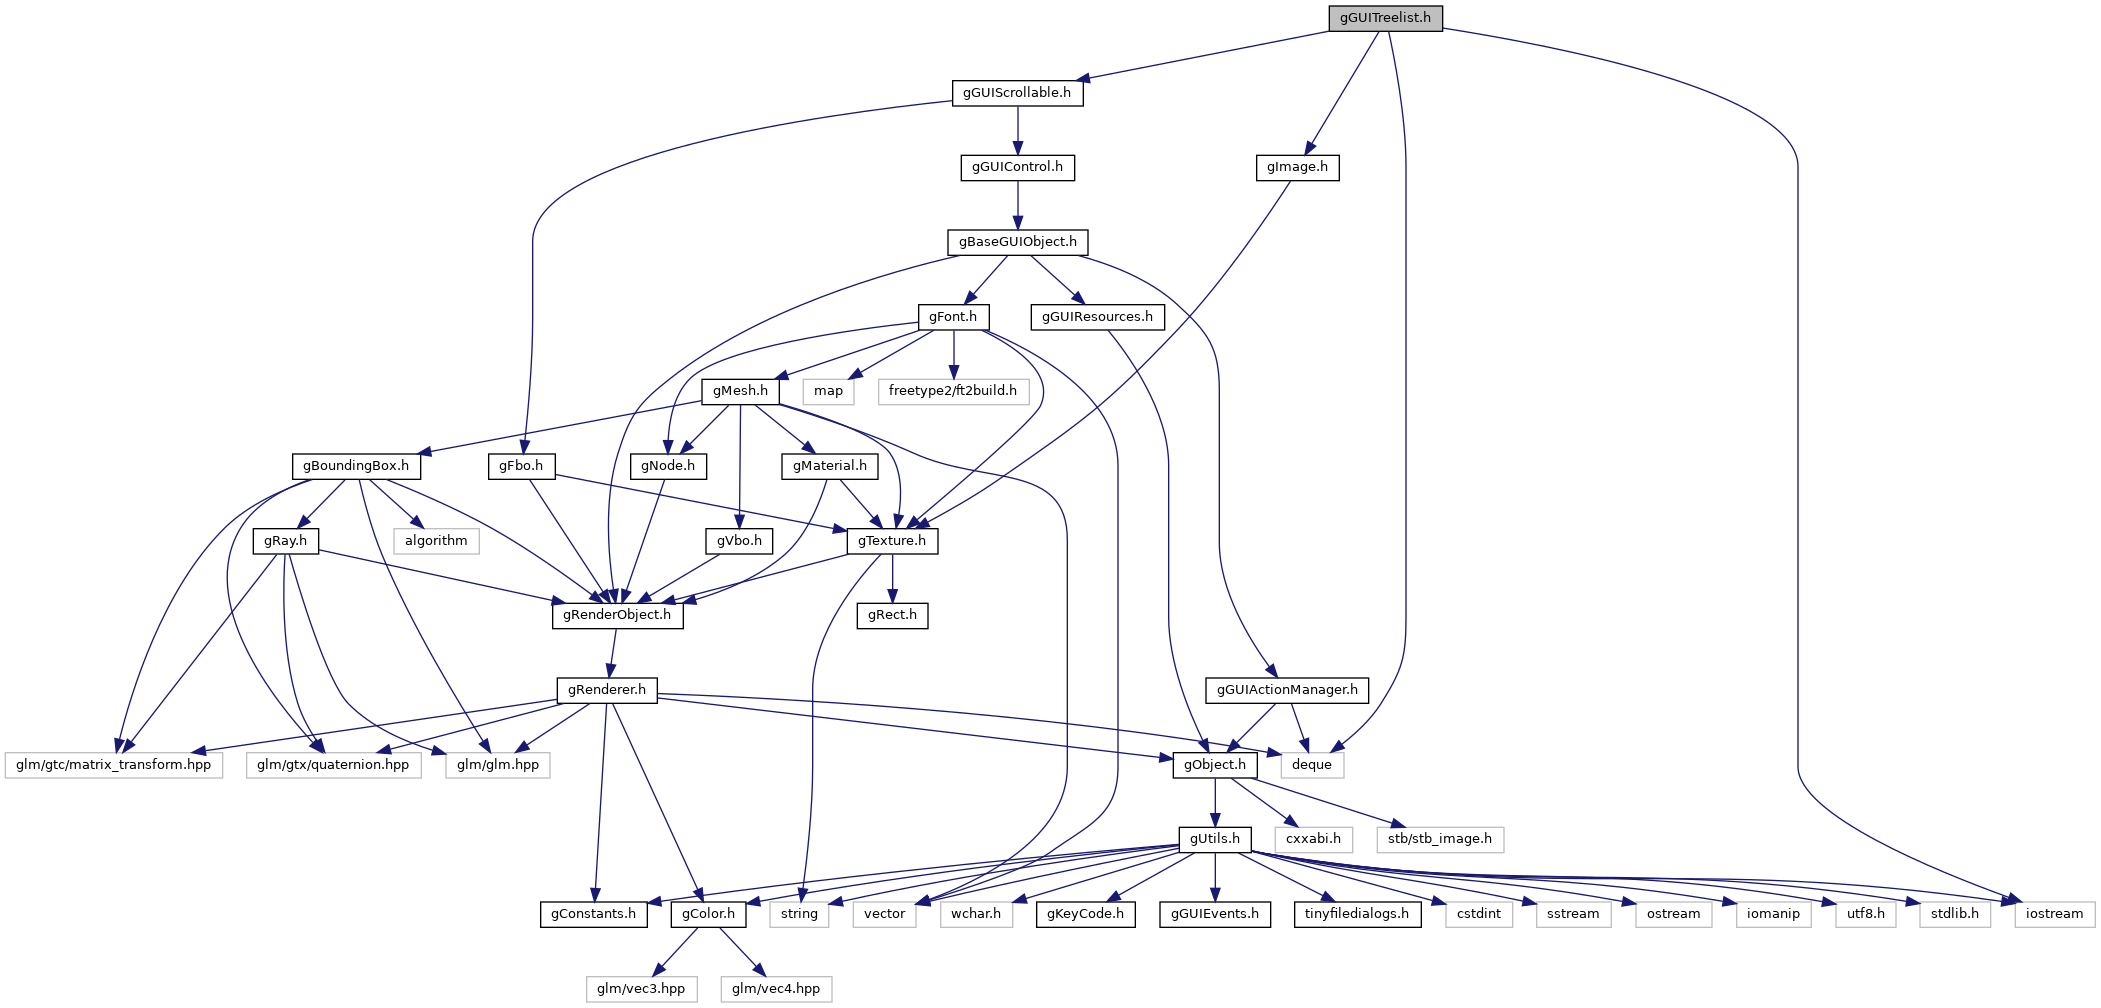 gGUITreelist.h
gGUIScrollable.h
gGUIControl.h
gImage.h
gBaseGUIObject.h
gFont.h
gGUIResources.h
gMesh.h
map
freetype2/ft2build.h
gBoundingBox.h
gFbo.h
gNode.h
gMaterial.h
gRay.h
algorithm
gVbo.h
gTexture.h
gRenderObject.h
gRect.h
gRenderer.h
gGUIActionManager.h
glm/gtc/matrix_transform.hpp
glm/gtx/quaternion.hpp
glm/glm.hpp
gObject.h
deque
gUtils.h
cxxabi.h
stb/stb_image.h
gConstants.h
gColor.h
string
vector
wchar.h
gKeyCode.h
gGUIEvents.h
tinyfiledialogs.h
cstdint
sstream
ostream
iomanip
utf8.h
stdlib.h
iostream
glm/vec3.hpp
glm/vec4.hpp